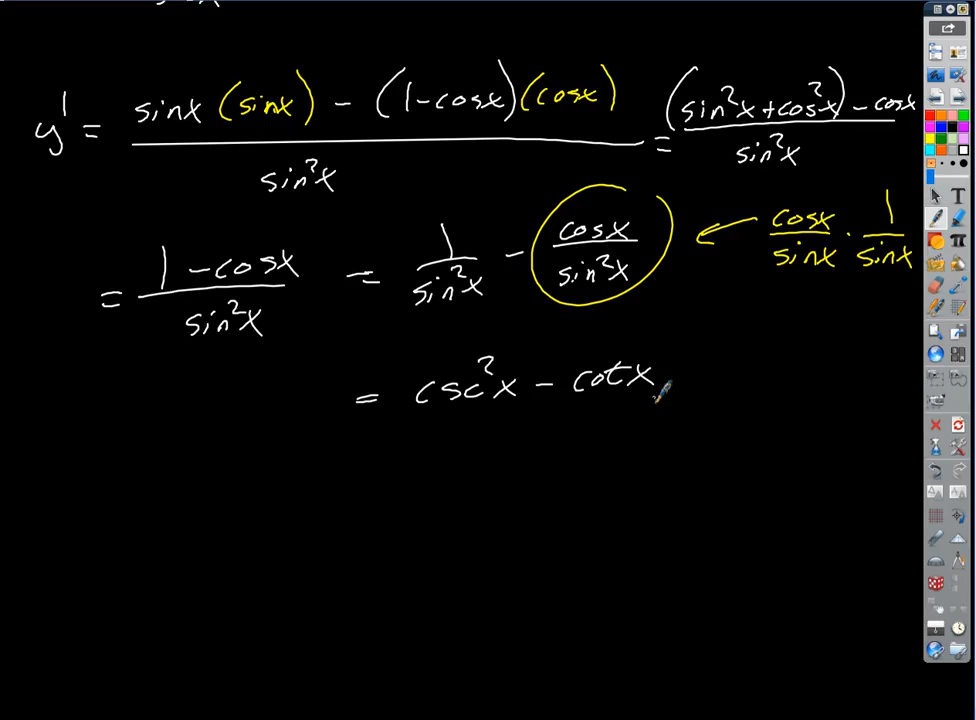 y' = sinx (sinx) − (1−cosx)(cosx) / sin²x = (sin²x+cos²x) − cosx / sin²x
= 1−cosx / sin²x = 1 / sin²x − cosx / sin²x ← cosx / sinx · 1 / sinx
= csc²x − cotx